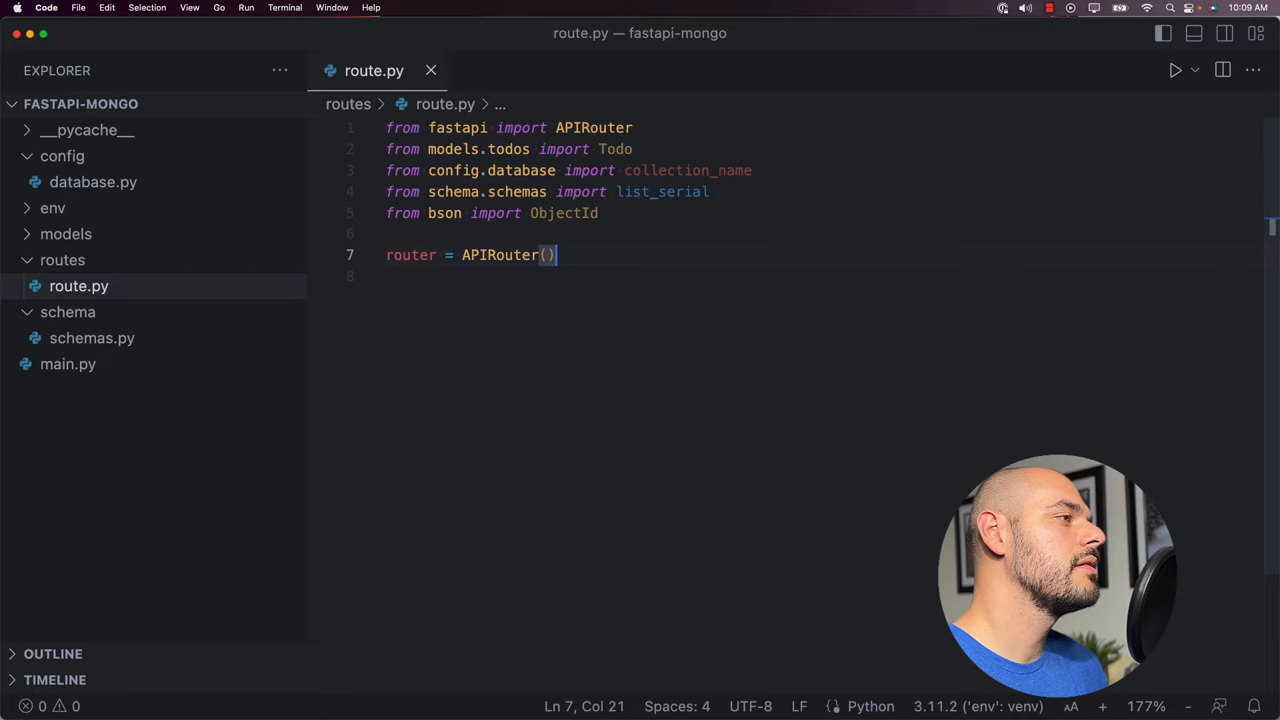 Code File Edit Selection View Go Run Terminal Window Help 10:09 AM
route.py — fastapi-mongo
EXPLORER
route.py
FASTAPI-MONGO
routes > route.py > ...
__pycache__
config
database.py
env
models
routes
route.py
schema
schemas.py
main.py
1 from fastapi import APIRouter
2 from models.todos import Todo
3 from config.database import collection_name
4 from schema.schemas import list_serial
5 from bson import ObjectId
6
7 router = APIRouter()
8
OUTLINE
TIMELINE
0 0 Ln 7, Col 21 Spaces: 4 UTF-8 LF Python 3.11.2 ('env': venv) AA + 177% -